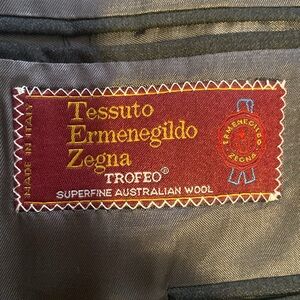 MADE IN ITALY
Tessuto
Ermenegildo
Zegna
TROFEO®
SUPERFINE AUSTRALIAN WOOL
ERMENEGILDO
ZEGNA